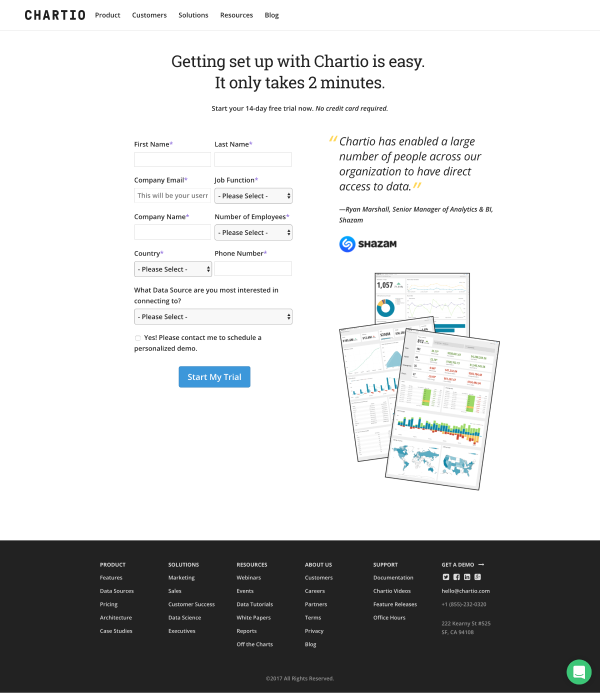 CHARTIO Product Customers Solutions Resources Blog
Getting set up with Chartio is easy.
It only takes 2 minutes.
Start your 14-day free trial now. No credit card required.
First Name* Last Name*
Company Email* Job Function*
This will be your userr - Please Select -
Company Name* Number of Employees*
- Please Select -
Country* Phone Number*
- Please Select -
What Data Source are you most interested in
connecting to?
- Please Select -
Yes! Please contact me to schedule a
personalized demo.
Start My Trial
“ Chartio has enabled a large
number of people across our
organization to have direct
access to data. ”
—Ryan Marshall, Senior Manager of Analytics & BI,
Shazam
SHAZAM
1,057
PRODUCT SOLUTIONS RESOURCES ABOUT US SUPPORT GET A DEMO →
Features Marketing Webinars Customers Documentation
Data Sources Sales Events Careers Chartio Videos hello@chartio.com
Pricing Customer Success Data Tutorials Partners Feature Releases +1 (855)-232-0320
Architecture Data Science White Papers Terms Office Hours
222 Kearny St #525
Case Studies Executives Reports Privacy SF, CA 94108
Off the Charts Blog
©2017 All Rights Reserved.